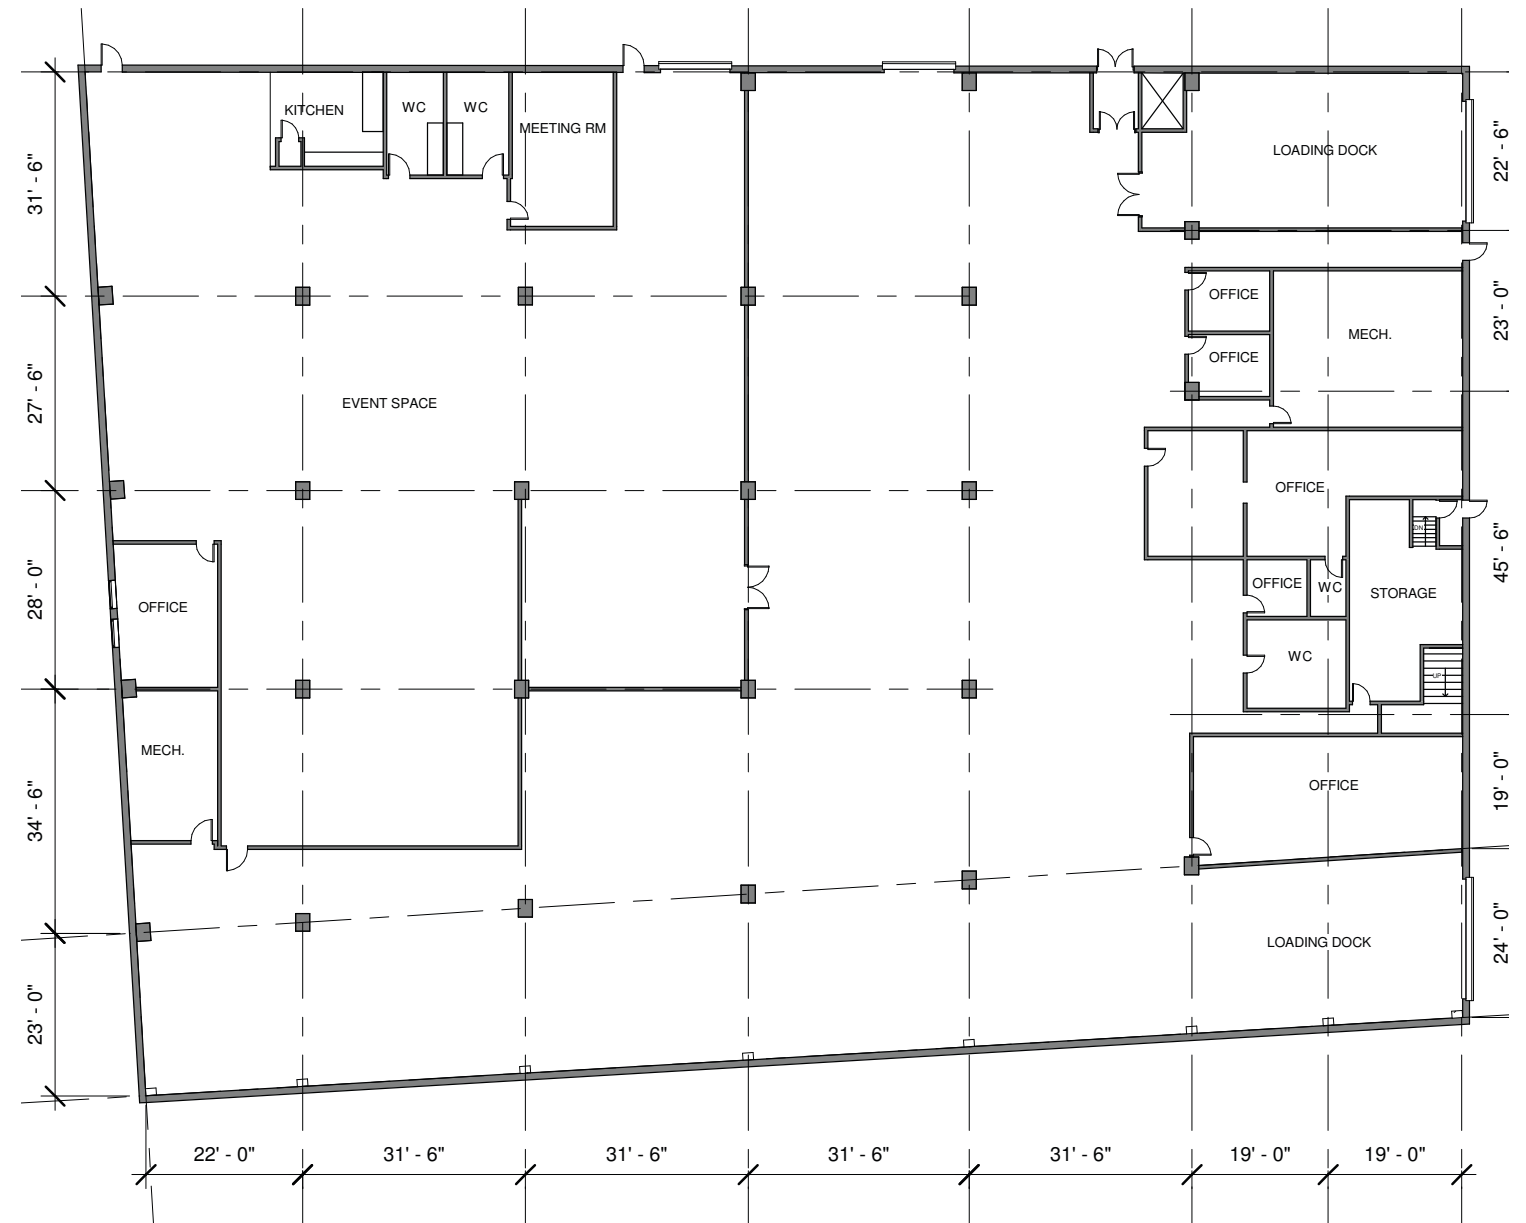 KITCHEN
WC
WC
MEETING RM
LOADING DOCK
31' - 6"
22' - 6"
OFFICE
MECH.
23' - 0"
OFFICE
27' - 6"
EVENT SPACE
OFFICE
DN
45' - 6"
28' - 0"
OFFICE
OFFICE
WC
STORAGE
WC
UP
MECH.
34' - 6"
OFFICE
19' - 0"
LOADING DOCK
24' - 0"
23' - 0"
22' - 0"
31' - 6"
31' - 6"
31' - 6"
31' - 6"
19' - 0"
19' - 0"